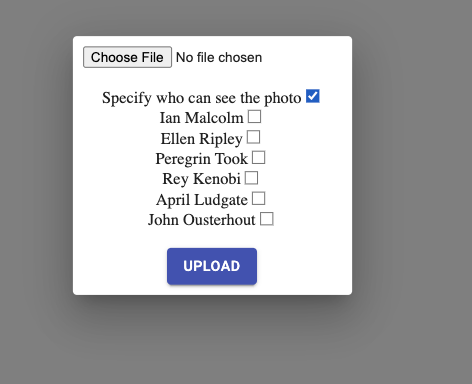 Choose File No file chosen
Specify who can see the photo
Ian Malcolm
Ellen Ripley
Peregrin Took
Rey Kenobi
April Ludgate
John Ousterhout
UPLOAD